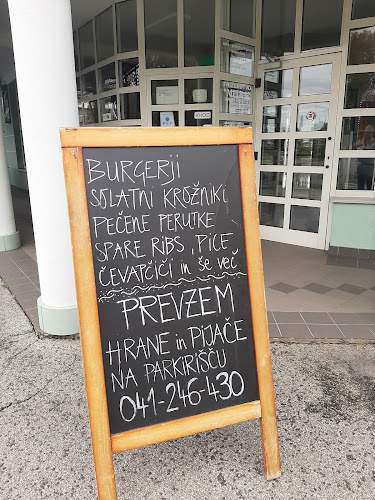 BURGERJI
SOLATNI KROŽNIKI
PEČENE PERUTKE
SPARE RIBS, PICE
ČEVAPČIČI in še več
PREVZEM
HRANE in PIJAČE
NA PARKIRIŠČU
041-246-430